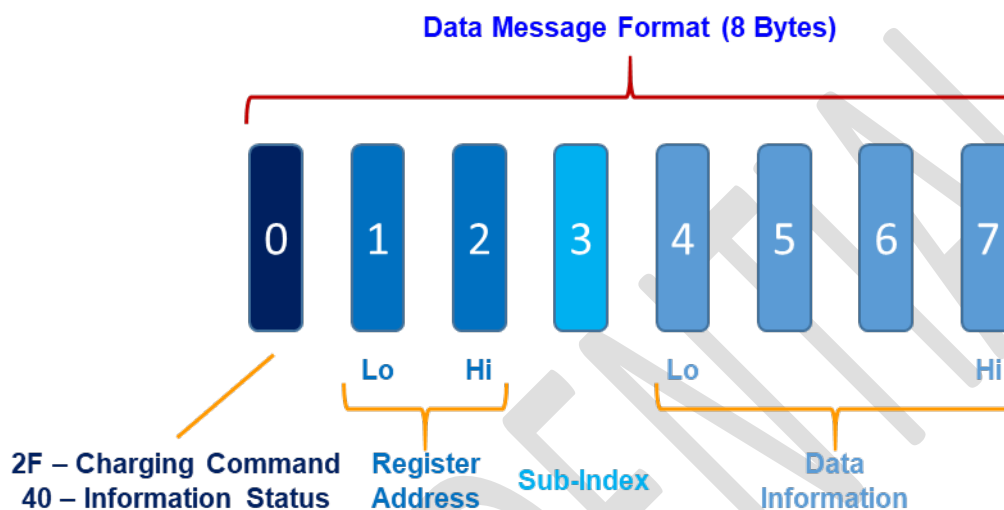 Data Message Format (8 Bytes)
0 1 2 3 4 5 6 7
Lo Hi Lo Hi
2F – Charging Command
40 – Information Status
Register
Address
Sub-Index
Data
Information